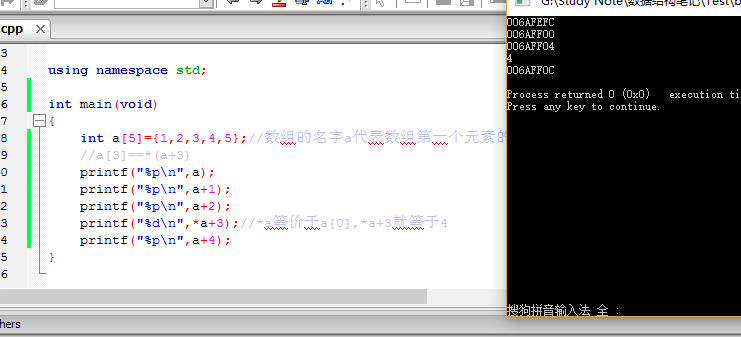 G:\Study Note\数据结构笔记\Test\b
cpp
3
4 using namespace std;
5
6 int main(void)
7 {
8 int a[5]={1,2,3,4,5};//数组的名字a代表数组第一个元素的
9 //a[3]==*(a+3)
0 printf("%p\n",a);
1 printf("%p\n",a+1);
2 printf("%p\n",a+2);
3 printf("%d\n",*a+3);//*a等价于a[0],*a+3就等于4
4 printf("%p\n",a+4);
5 }
6
hers
006AFEFC
006AFF00
006AFF04
4
006AFF0C
Process returned 0 (0x0) execution ti
Press any key to continue.
搜狗拼音输入法 全 :